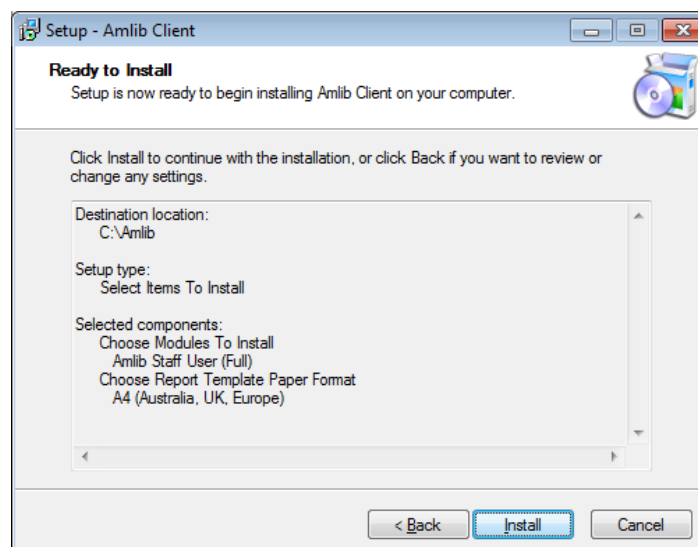 Setup - Amlib Client
Ready to Install
Setup is now ready to begin installing Amlib Client on your computer.
Click Install to continue with the installation, or click Back if you want to review or
change any settings.
Destination location:
C:\Amlib
Setup type:
Select Items To Install
Selected components:
Choose Modules To Install
Amlib Staff User (Full)
Choose Report Template Paper Format
A4 (Australia, UK, Europe)
< Back Install Cancel